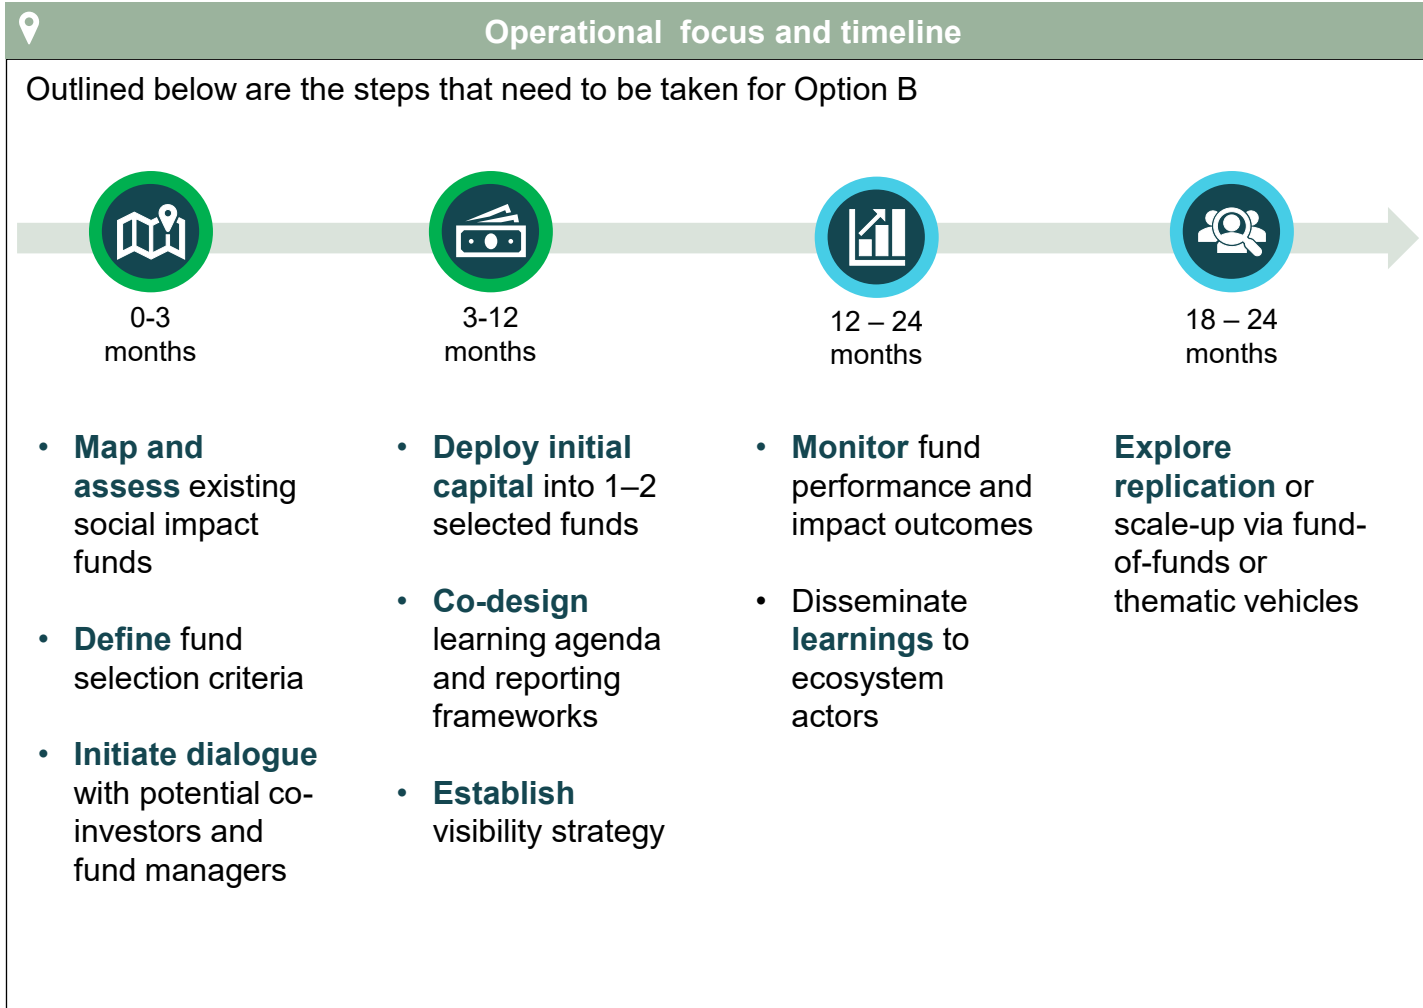 Operational focus and timeline
Outlined below are the steps that need to be taken for Option B
0-3
months
3-12
months
12 – 24
months
18 – 24
months
• Map and
assess existing
social impact
funds
• Define fund
selection criteria
• Initiate dialogue
with potential co-
investors and
fund managers
• Deploy initial
capital into 1–2
selected funds
• Co-design
learning agenda
and reporting
frameworks
• Establish
visibility strategy
• Monitor fund
performance and
impact outcomes
• Disseminate
learnings to
ecosystem
actors
Explore
replication or
scale-up via fund-
of-funds or
thematic vehicles